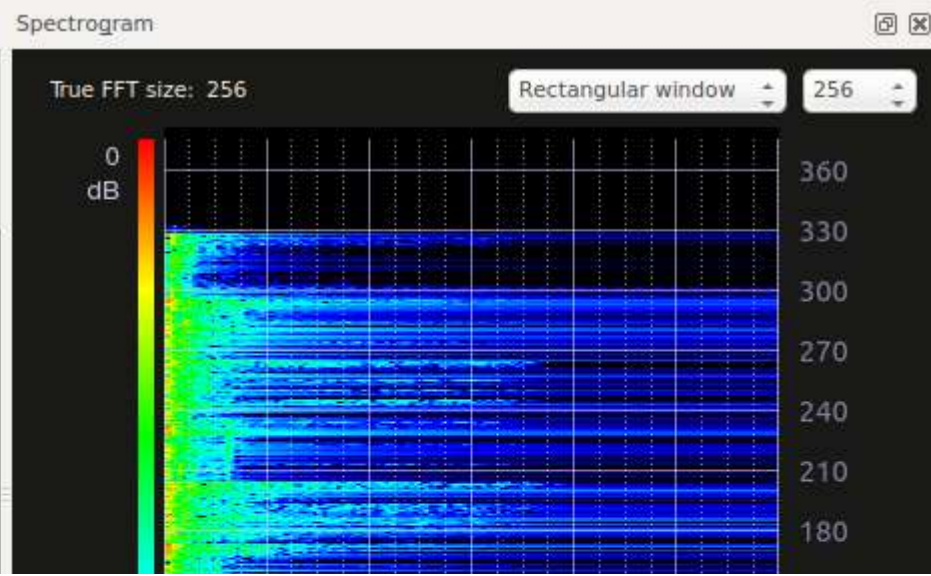 Spectrogram
True FFT size: 256
Rectangular window
256
0
dB
360
330
300
270
240
210
180